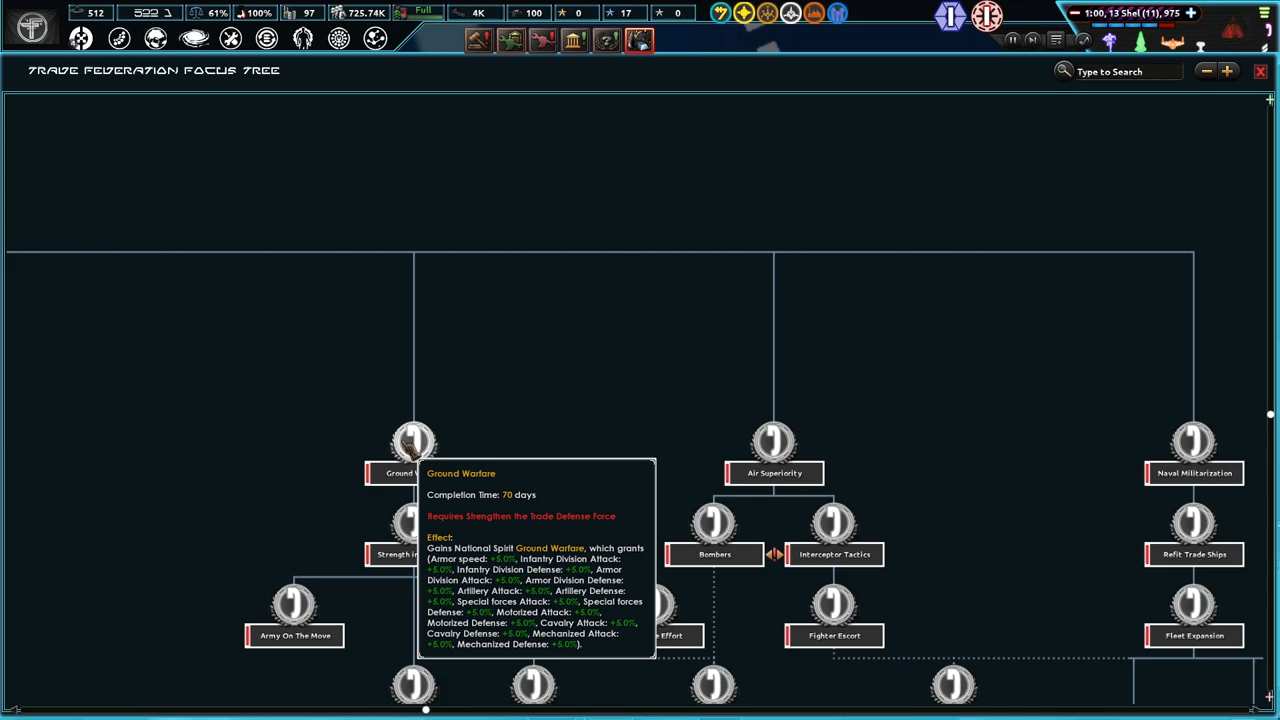 512
61%
100%
97
725.74K
Full
4K
100
0
17
0
1:00, 13 Shel (11), 975
TRADE FEDERATION FOCUS TREE
Type to Search
Ground W
Air Superiority
Naval Militarization
Strength in
Bombers
Interceptor Tactics
Refit Trade Ships
Army On The Move
e Effort
Fighter Escort
Fleet Expansion
Ground Warfare
Completion Time: 70 days
Requires Strengthen the Trade Defense Force
Effect:
Gains National Spirit Ground Warfare, which grants
(Armor speed: +5.0%, Infantry Division Attack:
+5.0%, Infantry Division Defense: +5.0%, Armor
Division Attack: +5.0%, Armor Division Defense:
+5.0%, Artillery Attack: +5.0%, Artillery Defense:
+5.0%, Special forces Attack: +5.0%, Special forces
Defense: +5.0%, Motorized Attack: +5.0%,
Motorized Defense: +5.0%, Cavalry Attack: +5.0%,
Cavalry Defense: +5.0%, Mechanized Attack:
+5.0%, Mechanized Defense: +5.0%).